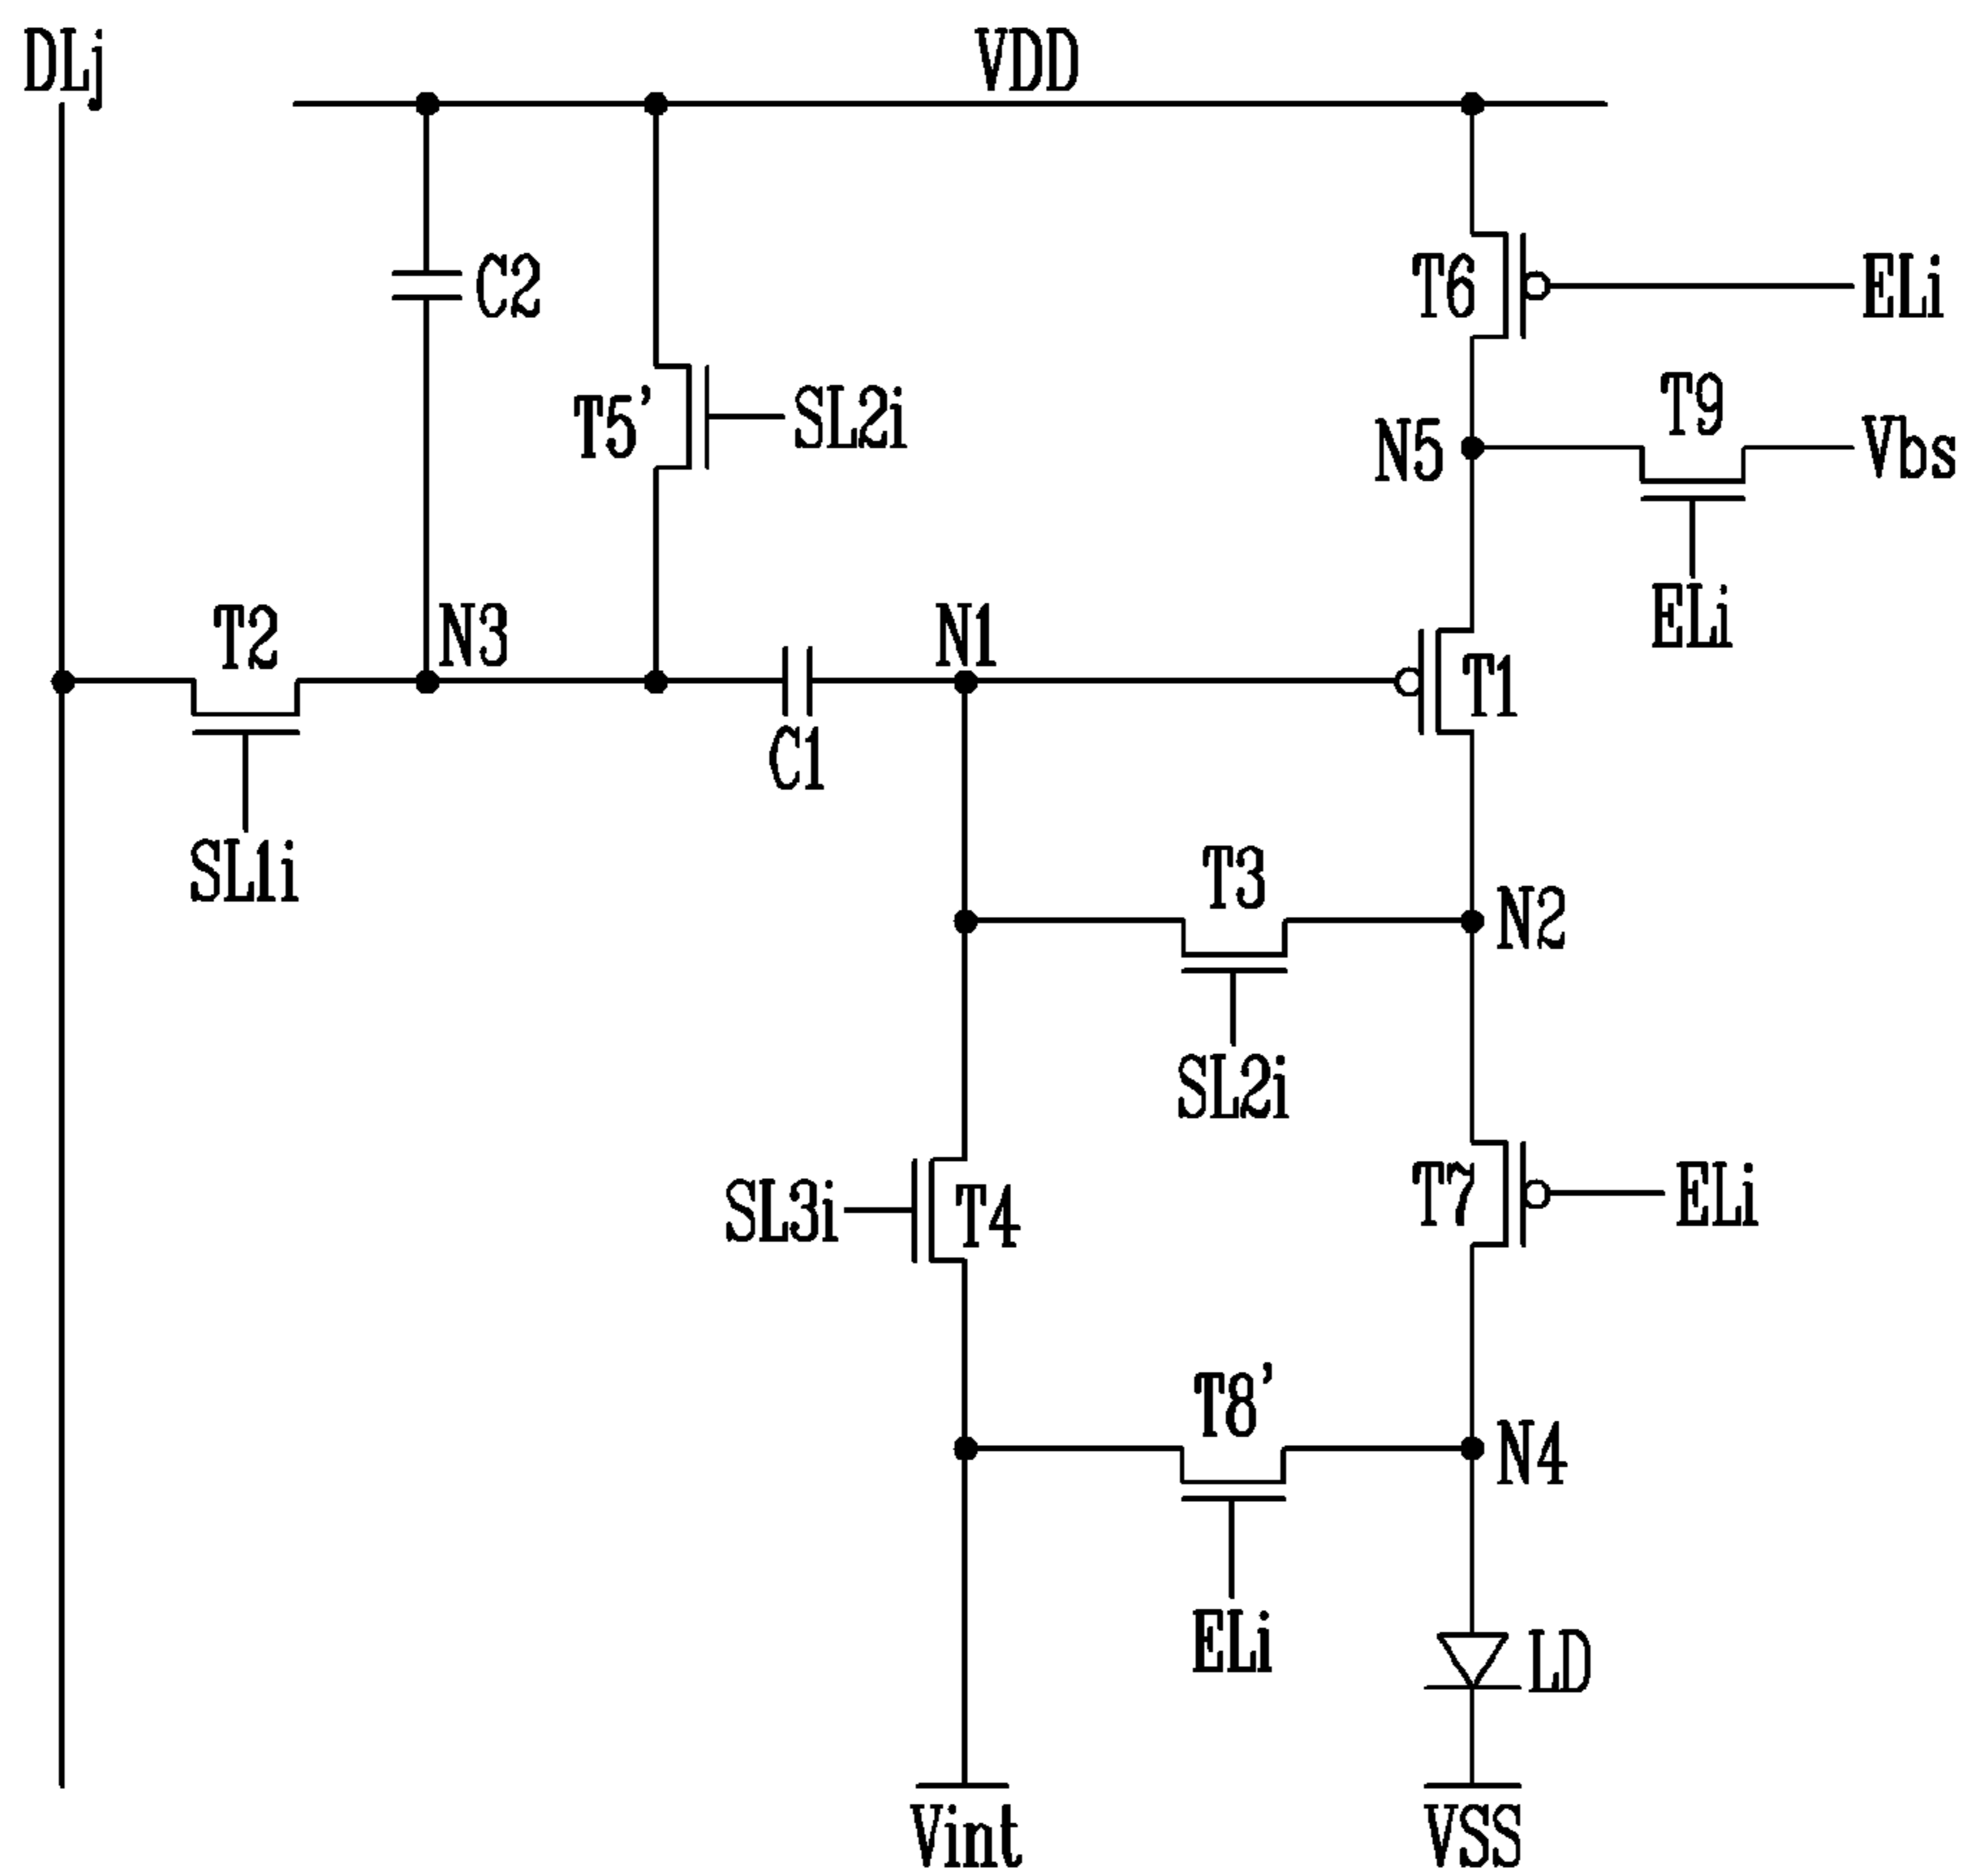 DLj
VDD
C2
T6
ELi
T5'
SL2i
T9
N5
Vbs
ELi
T2
N3
N1
T1
C1
SL1i
T3
N2
SL2i
SL3i
T4
T7
ELi
T8'
N4
ELi
LD
Vint
VSS